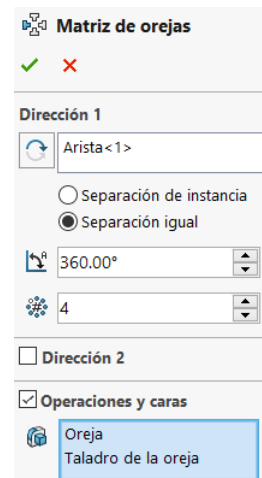 Matriz de orejas
Dirección 1
Arista<1>
Separación de instancia
Separación igual
360.00°
4
Dirección 2
Operaciones y caras
Oreja
Taladro de la oreja